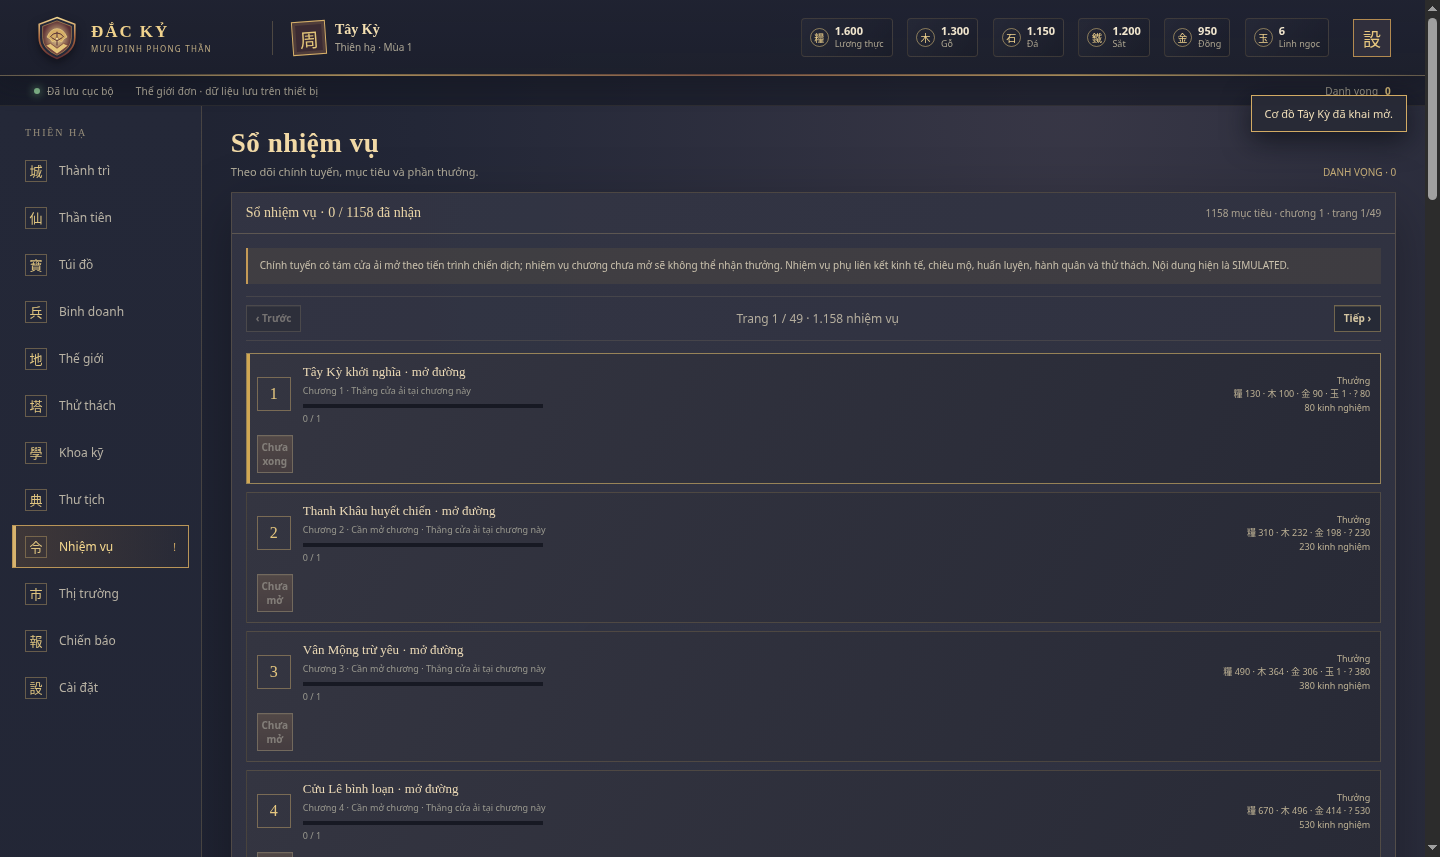 ĐẮC KỶ
MƯU ĐỊNH PHONG THẦN
周
Tây Kỳ
Thiên hạ · Mùa 1
糧 1.600 Lương thực
木 1.300 Gỗ
石 1.150 Đá
鐵 1.200 Sắt
金 950 Đồng
玉 6 Linh ngọc
設
Đã lưu cục bộ
Thế giới đơn · dữ liệu lưu trên thiết bị
Danh vọng 0
Cơ đồ Tây Kỳ đã khai mở.
THIÊN HẠ
城 Thành trì
仙 Thần tiên
寶 Túi đồ
兵 Binh doanh
地 Thế giới
塔 Thử thách
學 Khoa kỹ
典 Thư tịch
令 Nhiệm vụ !
市 Thị trường
報 Chiến báo
設 Cài đặt
Sổ nhiệm vụ
Theo dõi chính tuyến, mục tiêu và phần thưởng.
DANH VỌNG · 0
Sổ nhiệm vụ · 0 / 1158 đã nhận
1158 mục tiêu · chương 1 · trang 1/49
Chính tuyến có tám cửa ải mở theo tiến trình chiến dịch; nhiệm vụ chương chưa mở sẽ không thể nhận thưởng. Nhiệm vụ phụ liên kết kinh tế, chiêu mộ, huấn luyện, hành quân và thử thách. Nội dung hiện là SIMULATED.
‹ Trước
Trang 1 / 49 · 1.158 nhiệm vụ
Tiếp ›
1
Tây Kỳ khởi nghĩa · mở đường
Chương 1 · Thắng cửa ải tại chương này
0 / 1
Thưởng
糧 130 · 木 100 · 金 90 · 玉 1 · ? 80
80 kinh nghiệm
Chưa
xong
2
Thanh Khâu huyết chiến · mở đường
Chương 2 · Cần mở chương · Thắng cửa ải tại chương này
0 / 1
Thưởng
糧 310 · 木 232 · 金 198 · ? 230
230 kinh nghiệm
Chưa
mở
3
Vân Mộng trừ yêu · mở đường
Chương 3 · Cần mở chương · Thắng cửa ải tại chương này
0 / 1
Thưởng
糧 490 · 木 364 · 金 306 · 玉 1 · ? 380
380 kinh nghiệm
Chưa
mở
4
Cửu Lê bình loạn · mở đường
Chương 4 · Cần mở chương · Thắng cửa ải tại chương này
0 / 1
Thưởng
糧 670 · 木 496 · 金 414 · ? 530
530 kinh nghiệm